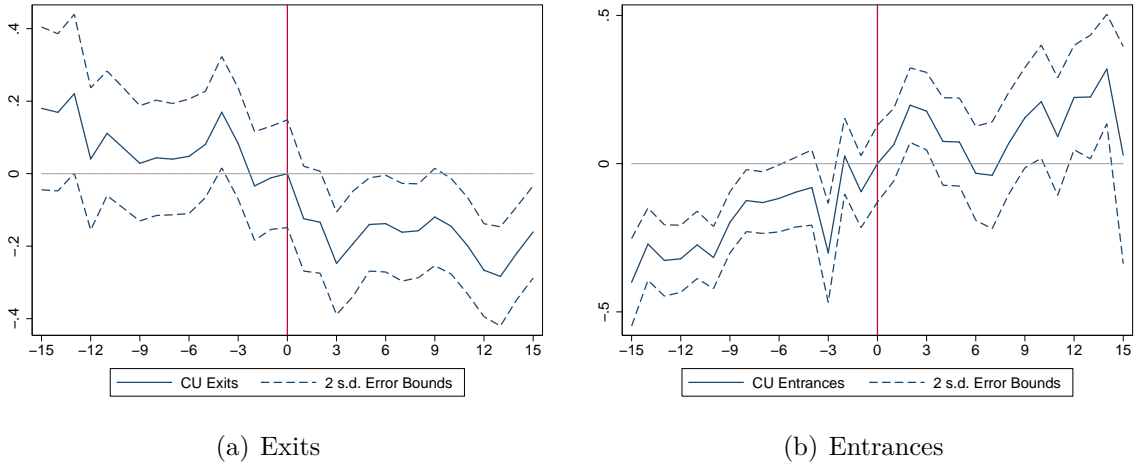 .4
.2
0
-.2
-.4
-15 -12 -9 -6 -3 0 3 6 9 12 15
CU Exits 2 s.d. Error Bounds
(a) Exits
.5
0
-.5
-15 -12 -9 -6 -3 0 3 6 9 12 15
CU Entrances 2 s.d. Error Bounds
(b) Entrances